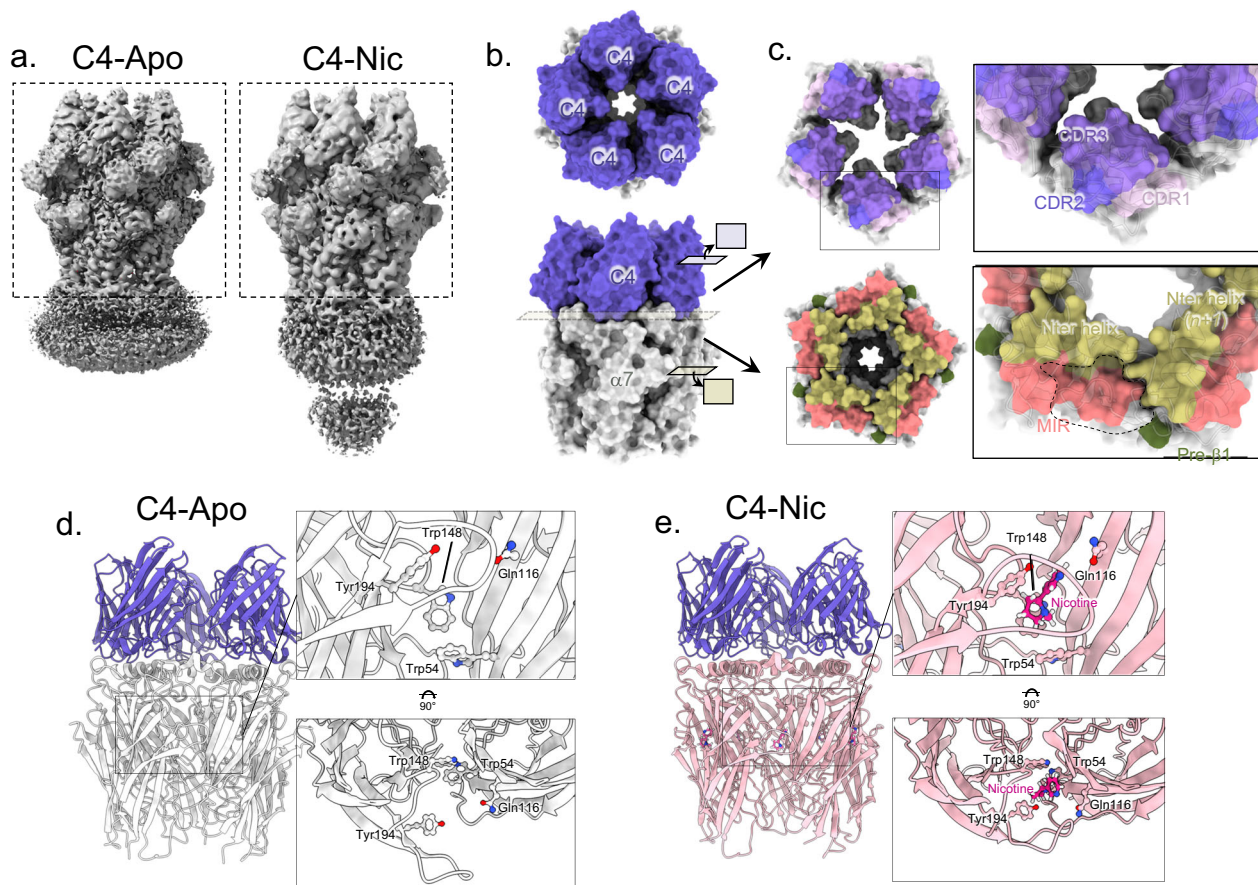 a.
C4-Apo
C4-Nic
b.
C4
C4
C4
C4
C4
C4
α7
c.
CDR3
CDR2
CDR1
Nter helix
(n+1)
Nter helix
MIR
Pre-β1
d.
C4-Apo
Trp148
Gln116
Tyr194
Trp54
90°
Trp148
Trp54
Gln116
Tyr194
e.
C4-Nic
Trp148
Gln116
Tyr194
Nicotine
Trp54
90°
Trp148
Trp54
Nicotine
Tyr194
Gln116